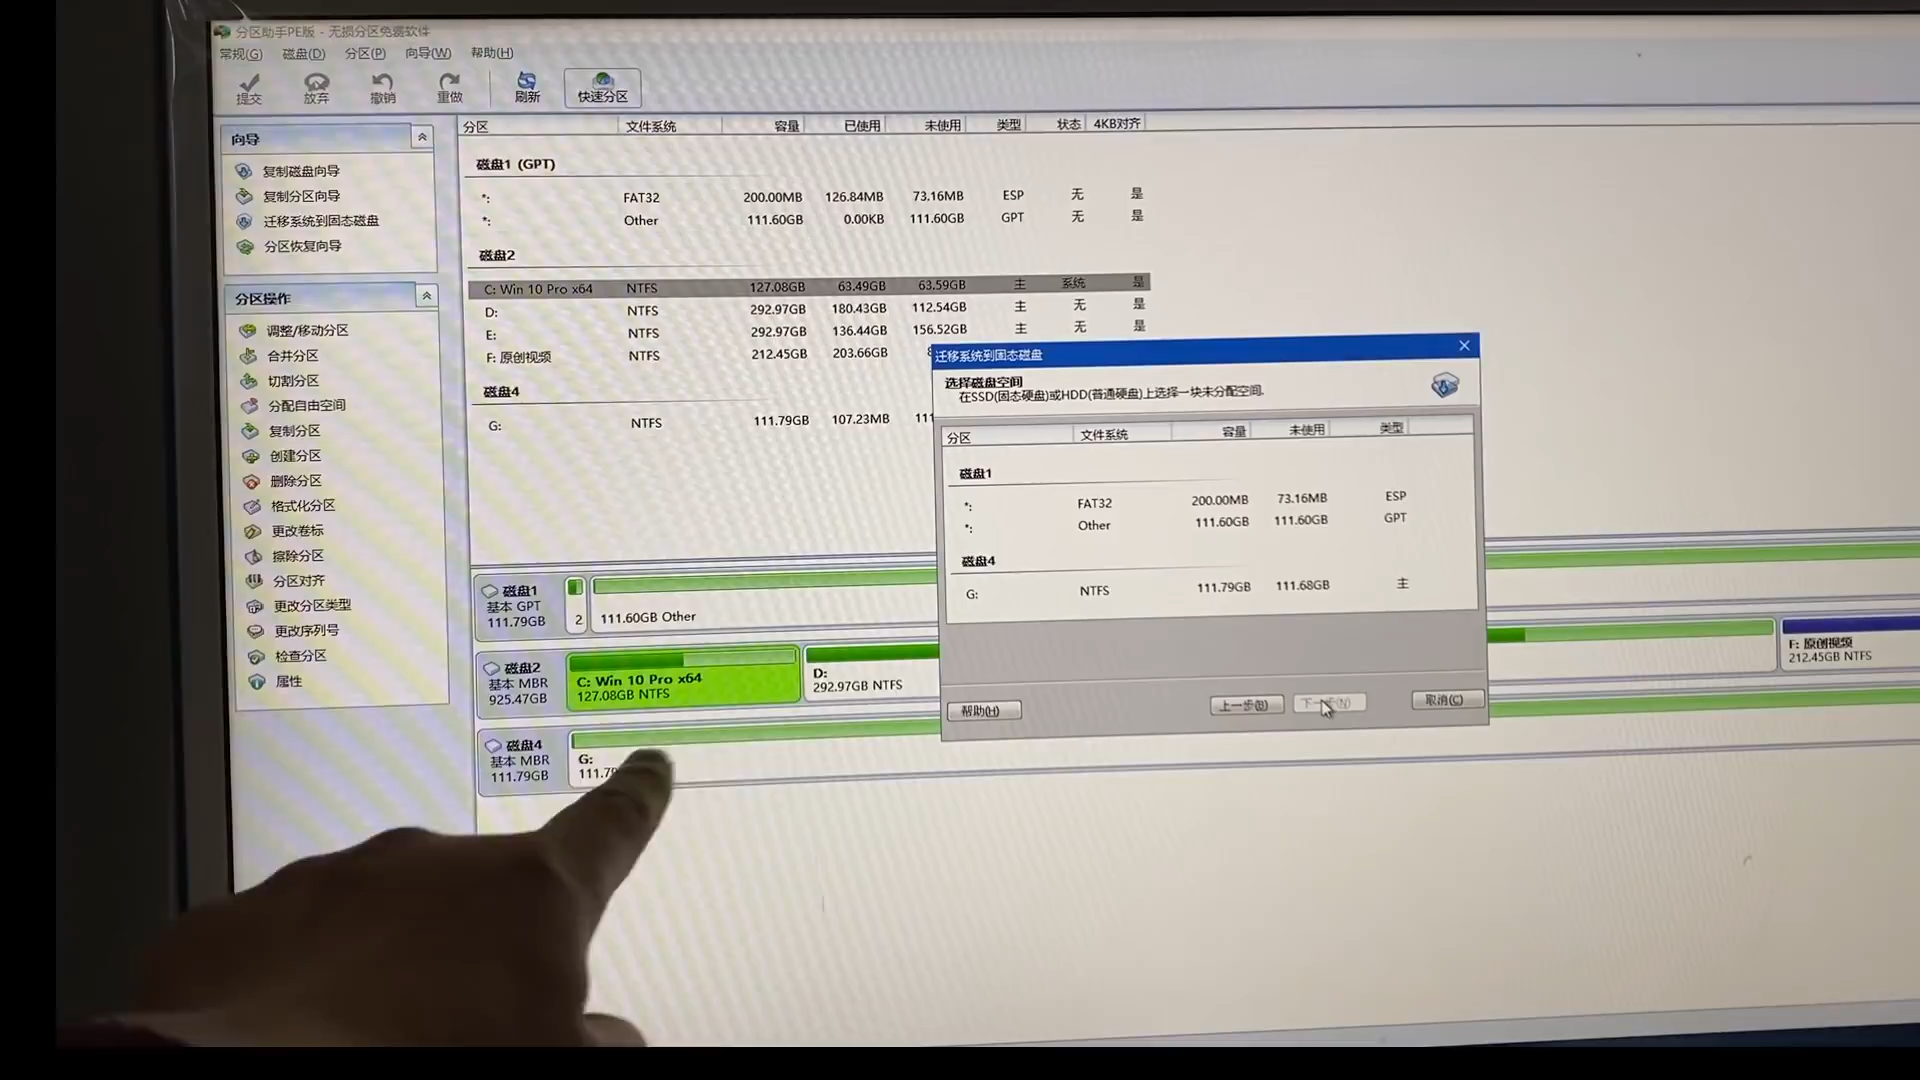 分区助手PE版 - 无损分区免费软件
常规(G) 磁盘(D) 分区(P) 向导(W) 帮助(H)
提交 放弃 撤销 重做 刷新 快速分区
向导
复制磁盘向导
复制分区向导
迁移系统到固态磁盘
分区恢复向导
分区操作
调整/移动分区
合并分区
切割分区
分配自由空间
复制分区
创建分区
删除分区
格式化分区
更改卷标
擦除分区
分区对齐
更改分区类型
更改序列号
检查分区
属性
分区 文件系统 容量 已使用 未使用 类型 状态 4KB对齐
磁盘1 (GPT)
*: FAT32 200.00MB 126.84MB 73.16MB ESP 无 是
*: Other 111.60GB 0.00KB 111.60GB GPT 无 是
磁盘2
C: Win 10 Pro x64 NTFS 127.08GB 63.49GB 63.59GB 主 系统 是
D: NTFS 292.97GB 180.43GB 112.54GB 主 无 是
E: NTFS 292.97GB 136.44GB 156.52GB 主 无 是
F: 原创视频 NTFS 212.45GB 203.66GB
磁盘4
G: NTFS 111.79GB 107.23MB
迁移系统到固态磁盘
选择磁盘空间
在SSD(固态硬盘)或HDD(普通硬盘)上选择一块未分配空间.
分区 文件系统 容量 未使用 类型
磁盘1
*: FAT32 200.00MB 73.16MB ESP
*: Other 111.60GB 111.60GB GPT
磁盘4
G: NTFS 111.79GB 111.68GB 主
帮助(H) 上一步(B) 下一步(N) 取消(C)
磁盘1
基本 GPT
111.79GB
2
111.60GB Other
磁盘2
基本 MBR
925.47GB
C: Win 10 Pro x64
127.08GB NTFS
D:
292.97GB NTFS
F: 原创视频
212.45GB NTFS
磁盘4
基本 MBR
111.79GB
G: